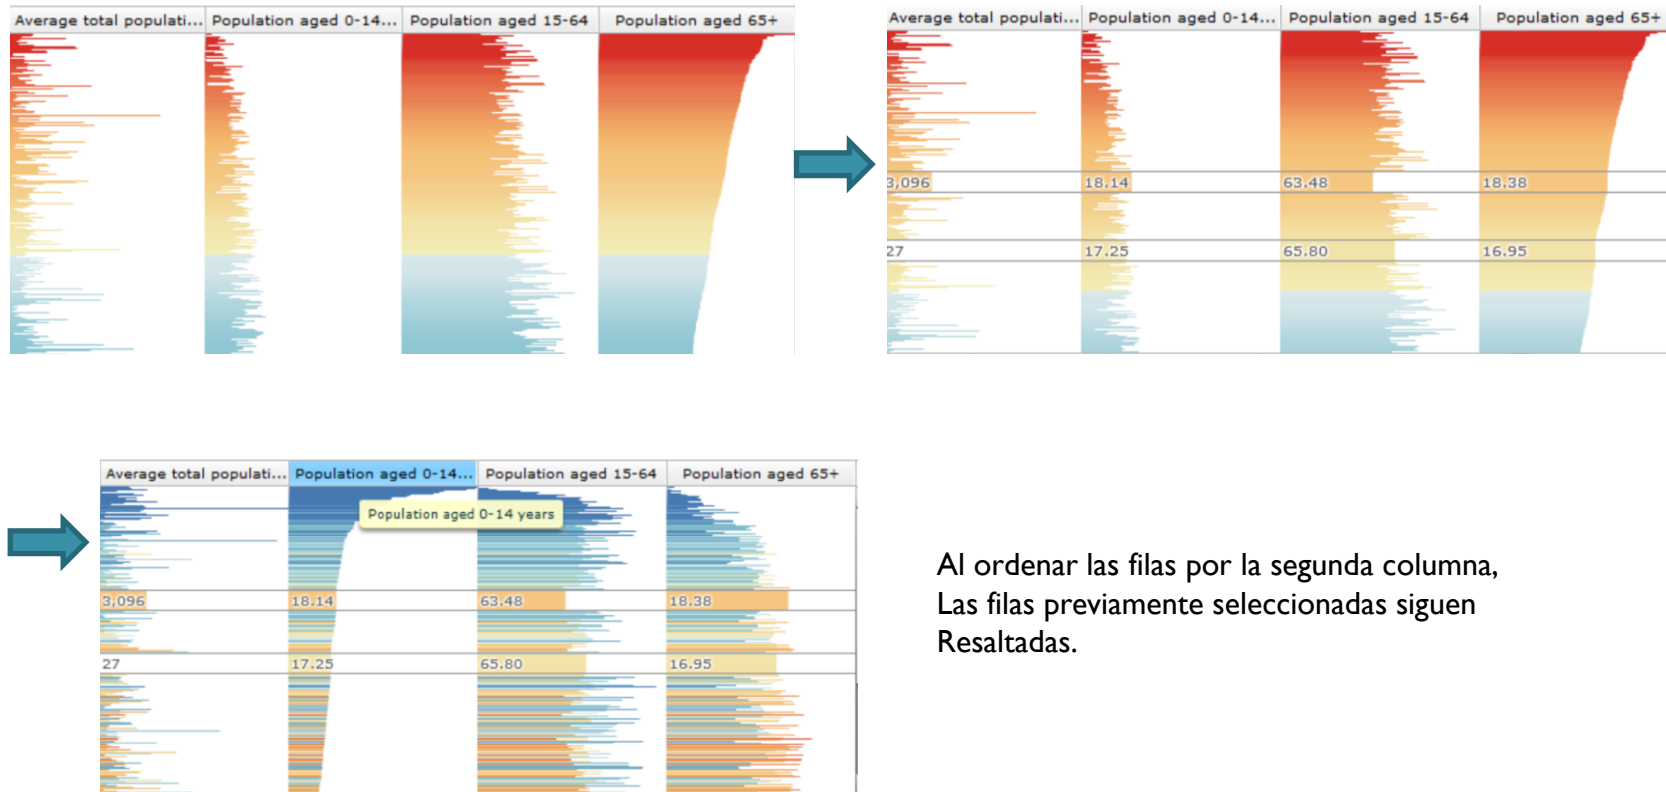 Average total populati... Population aged 0-14... Population aged 15-64 Population aged 65+
Average total populati... Population aged 0-14... Population aged 15-64 Population aged 65+
3,096 18.14 63.48 18.38
27 17.25 65.80 16.95
Average total populati... Population aged 0-14... Population aged 15-64 Population aged 65+
Population aged 0-14 years
3,096 18.14 63.48 18.38
27 17.25 65.80 16.95
Al ordenar las filas por la segunda columna,
Las filas previamente seleccionadas siguen
Resaltadas.